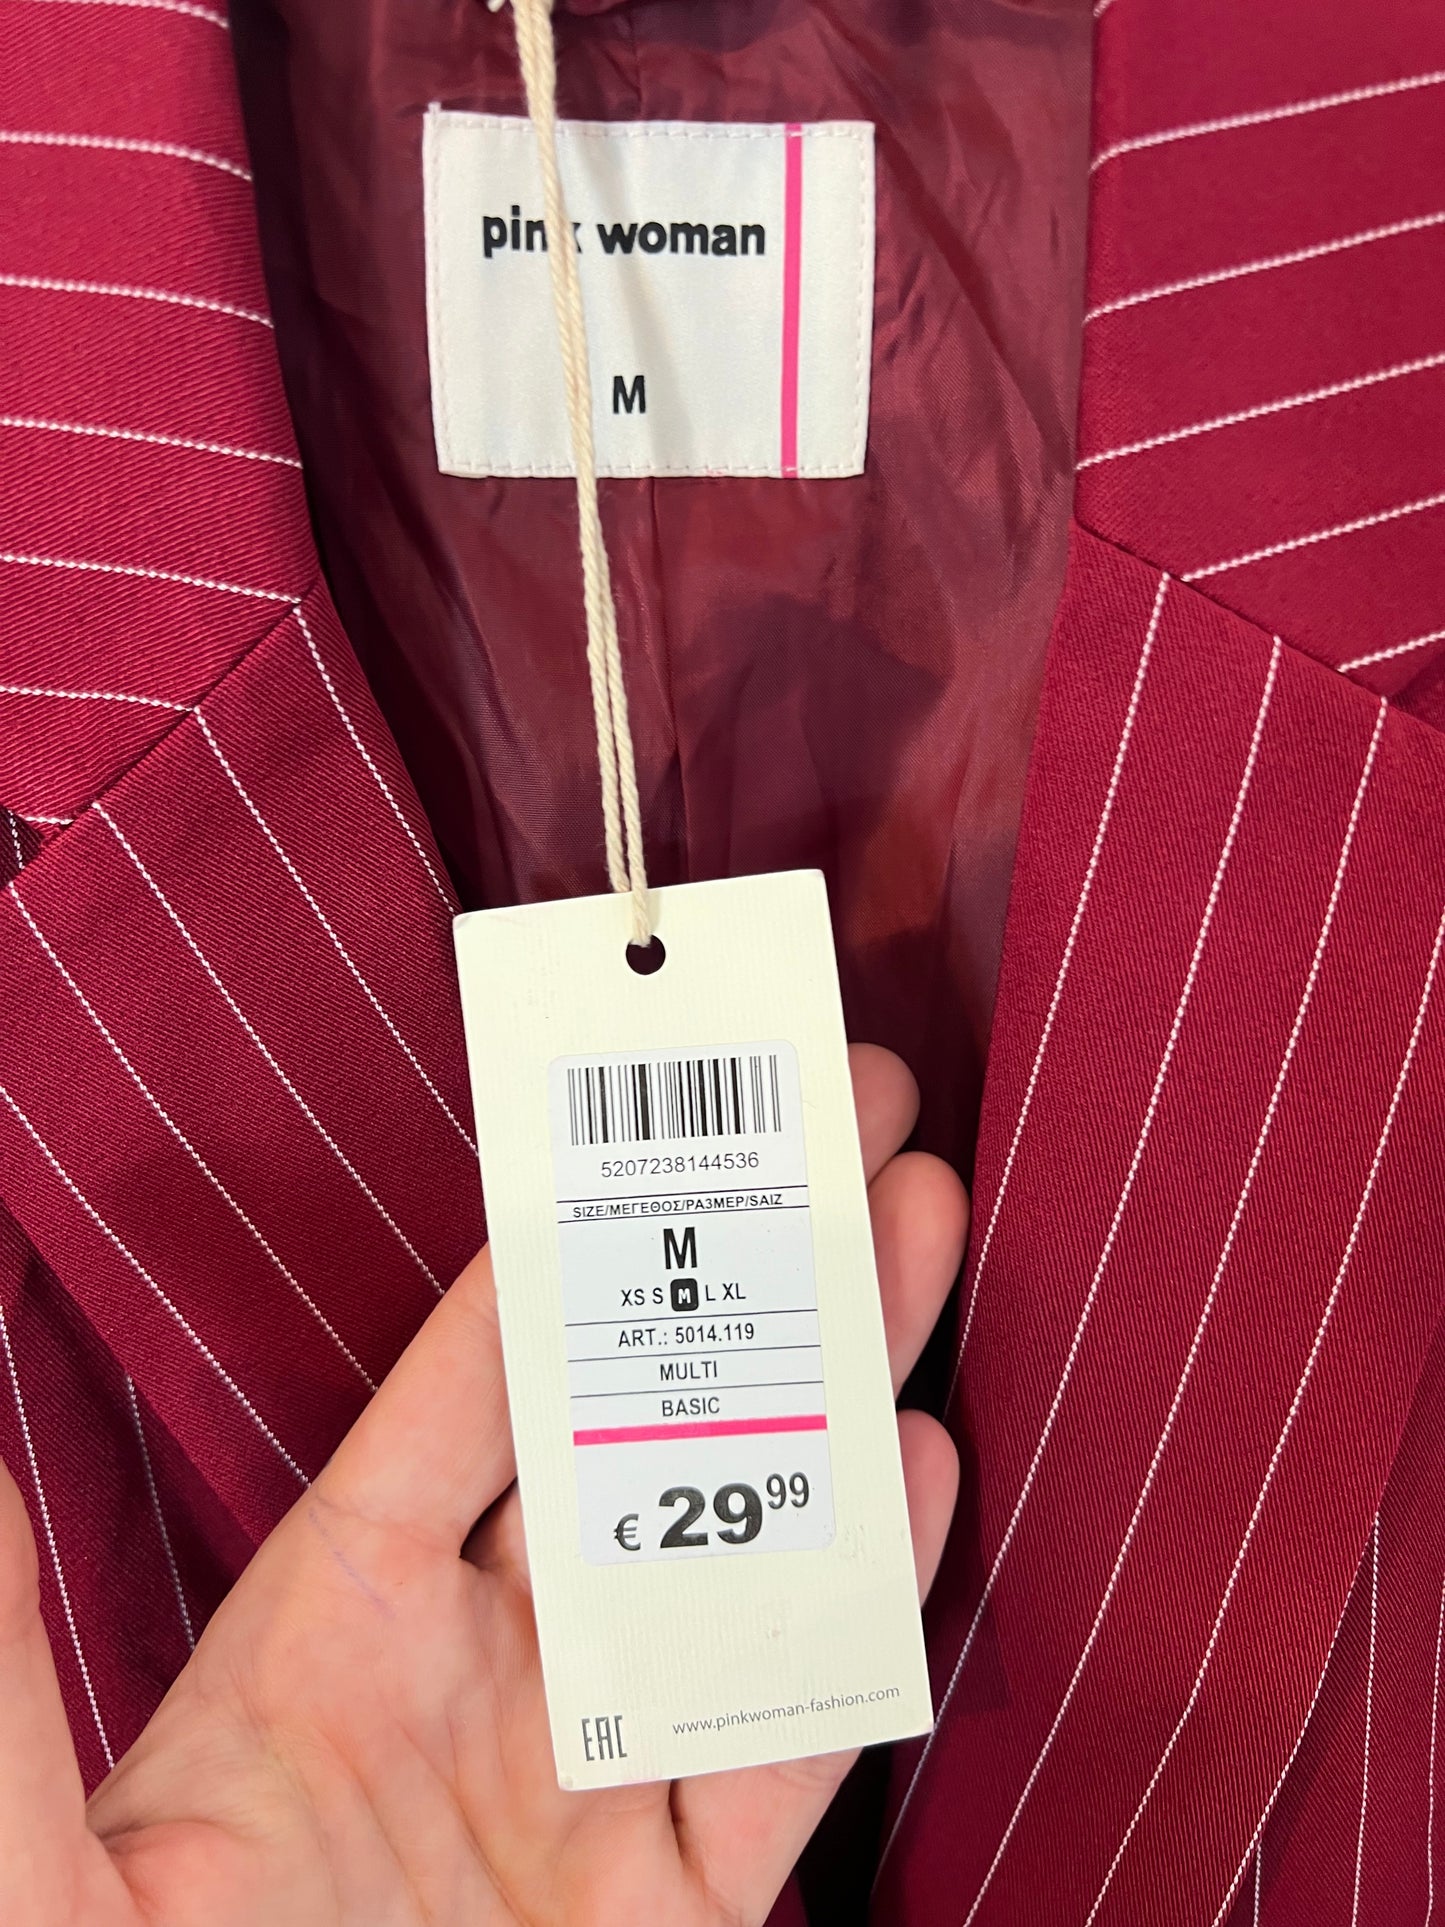 pink woman
M
5207238144536
SIZE/ΜΕΓΕΘΟΣ/РАЗМЕР/SAIZ
M
XS S M L XL
ART.: 5014.119
MULTI
BASIC
€ 29 99
EAC
www.pinkwoman-fashion.com